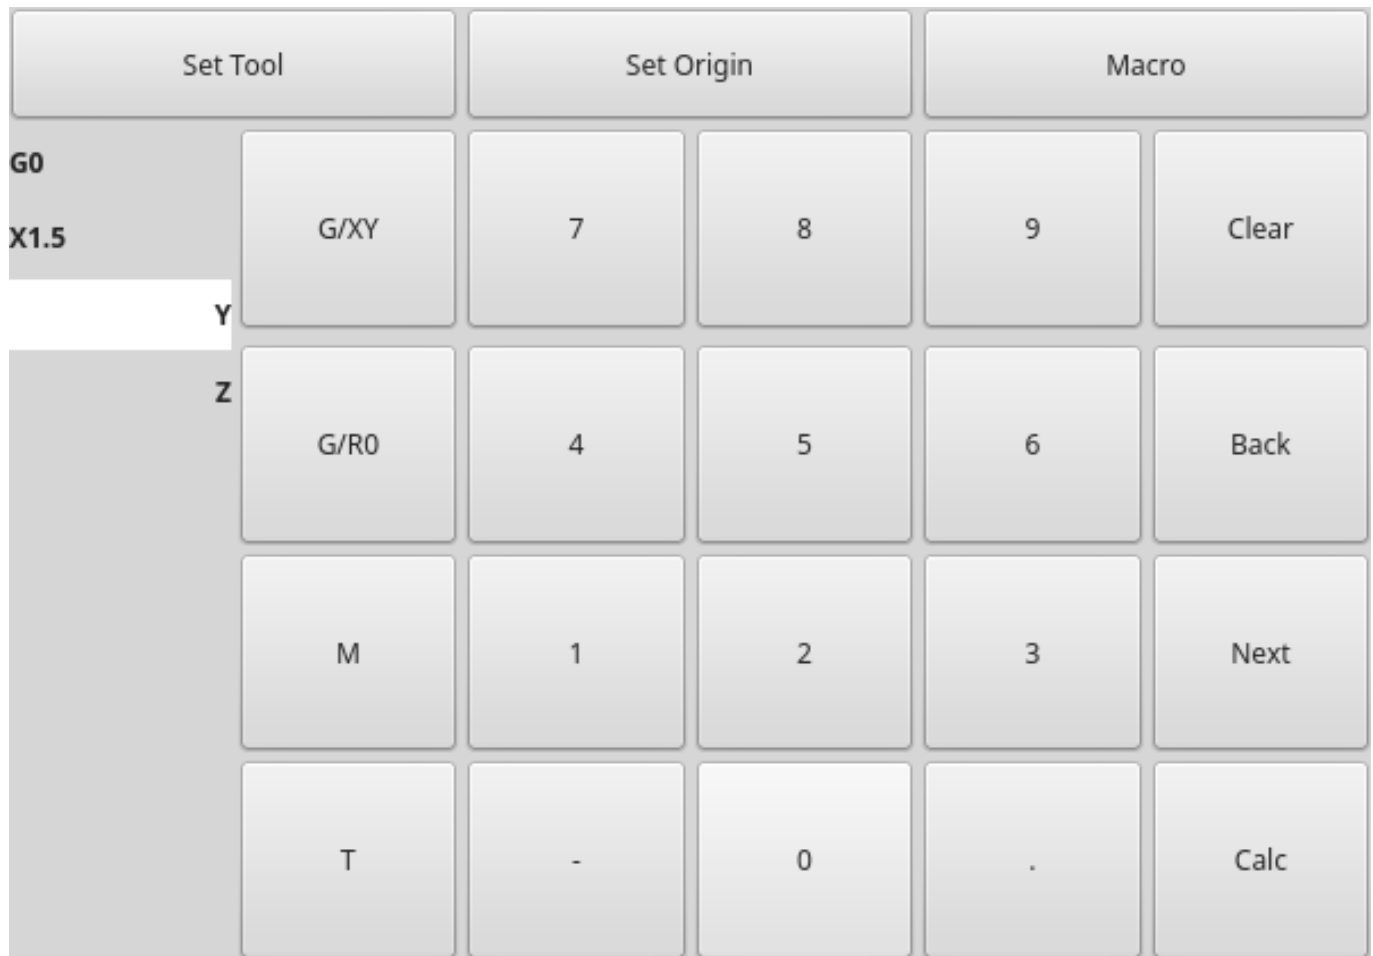 Set Tool Set Origin Macro
G0
X1.5
Y
Z
G/XY 7 8 9 Clear
G/R0 4 5 6 Back
M 1 2 3 Next
T - 0 . Calc